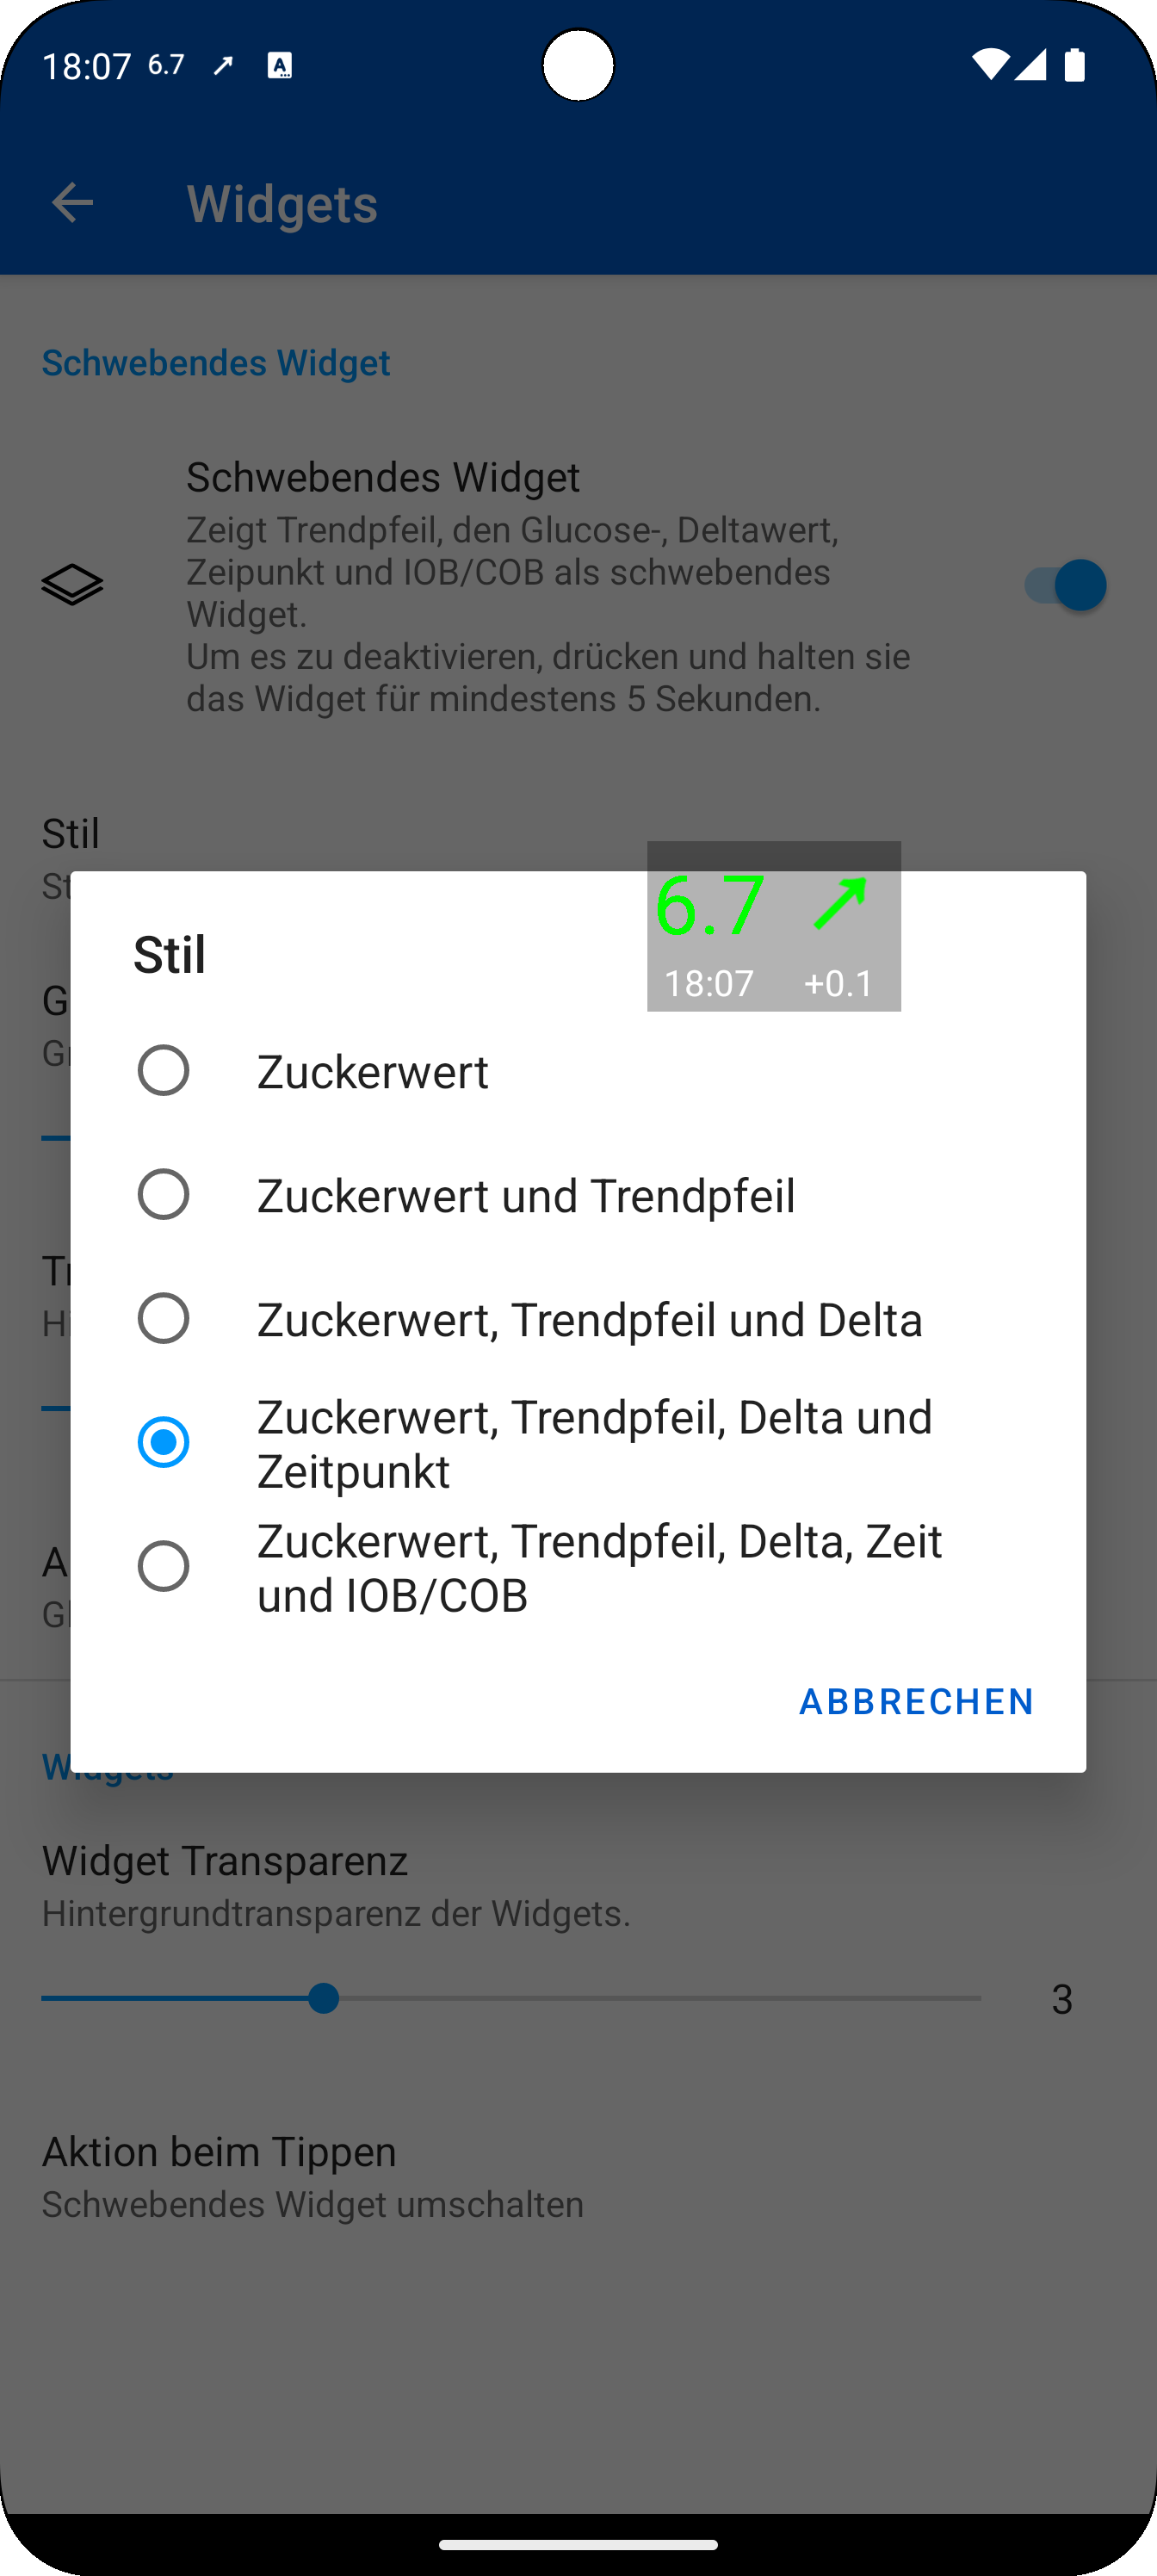 18:07 6.7
Widgets
Schwebendes Widget
Schwebendes Widget
Zeigt Trendpfeil, den Glucose-, Deltawert,
Zeipunkt und IOB/COB als schwebendes
Widget.
Um es zu deaktivieren, drücken und halten sie
das Widget für mindestens 5 Sekunden.
Stil
6.7
18:07 +0.1
Stil
Zuckerwert
Zuckerwert und Trendpfeil
Zuckerwert, Trendpfeil und Delta
Zuckerwert, Trendpfeil, Delta und
Zeitpunkt
Zuckerwert, Trendpfeil, Delta, Zeit
und IOB/COB
ABBRECHEN
Widgets
Widget Transparenz
Hintergrundtransparenz der Widgets.
3
Aktion beim Tippen
Schwebendes Widget umschalten